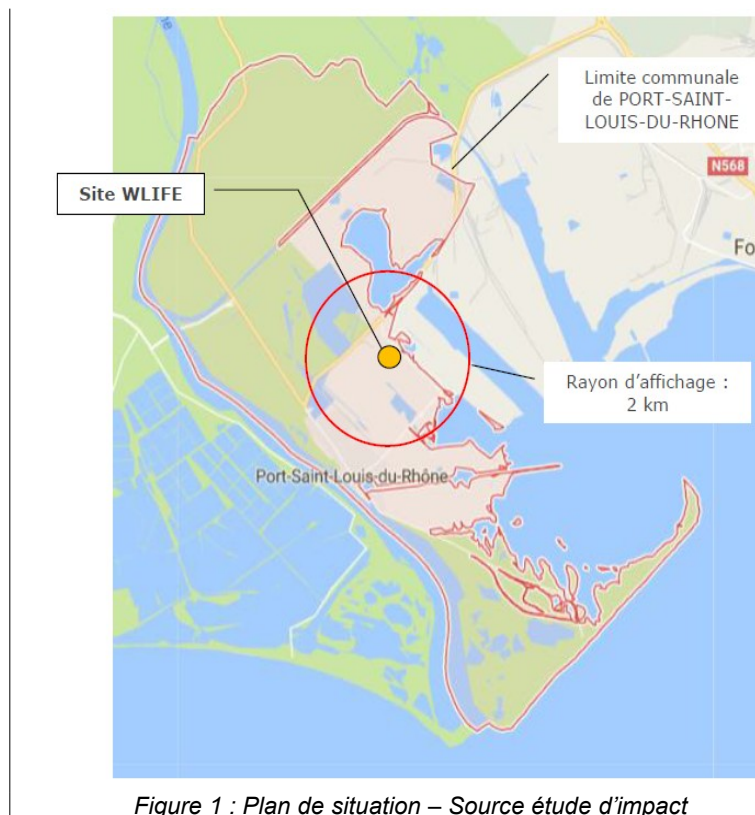 Limite communale
de PORT-SAINT-
LOUIS-DU-RHONE
N568
Site WLIFE
Fo
Rayon d'affichage :
2 km
Port-Saint-Louis-du-Rhône
Figure 1 : Plan de situation – Source étude d'impact